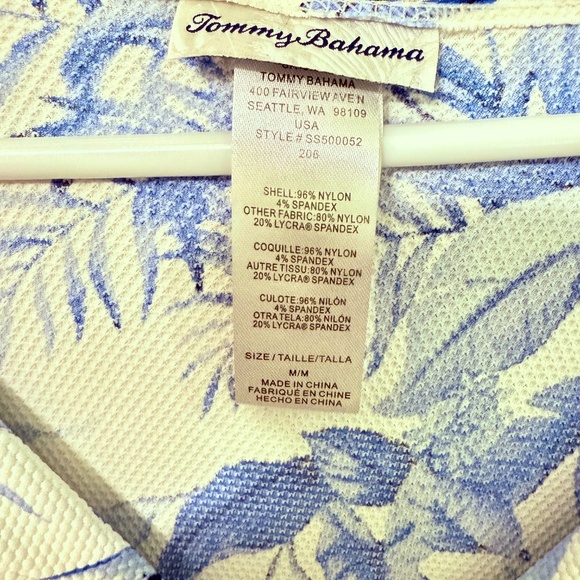 Tommy Bahama
TOMMY BAHAMA
400 FAIRVIEW AVE N
SEATTLE, WA 98109
USA
STYLE # SS500052
206
SHELL:96% NYLON
4% SPANDEX
OTHER FABRIC:80% NYLON
20% LYCRA® SPANDEX
COQUILLE:96% NYLON
4% SPANDEX
AUTRE TISSU:80% NYLON
20% LYCRA® SPANDEX
CULOTE:96% NILÓN
4% SPANDEX
OTRA TELA:80% NILÓN
20% LYCRA® SPANDEX
SIZE / TAILLE/TALLA
M/M
MADE IN CHINA
FABRIQUÉ EN CHINE
HECHO EN CHINA